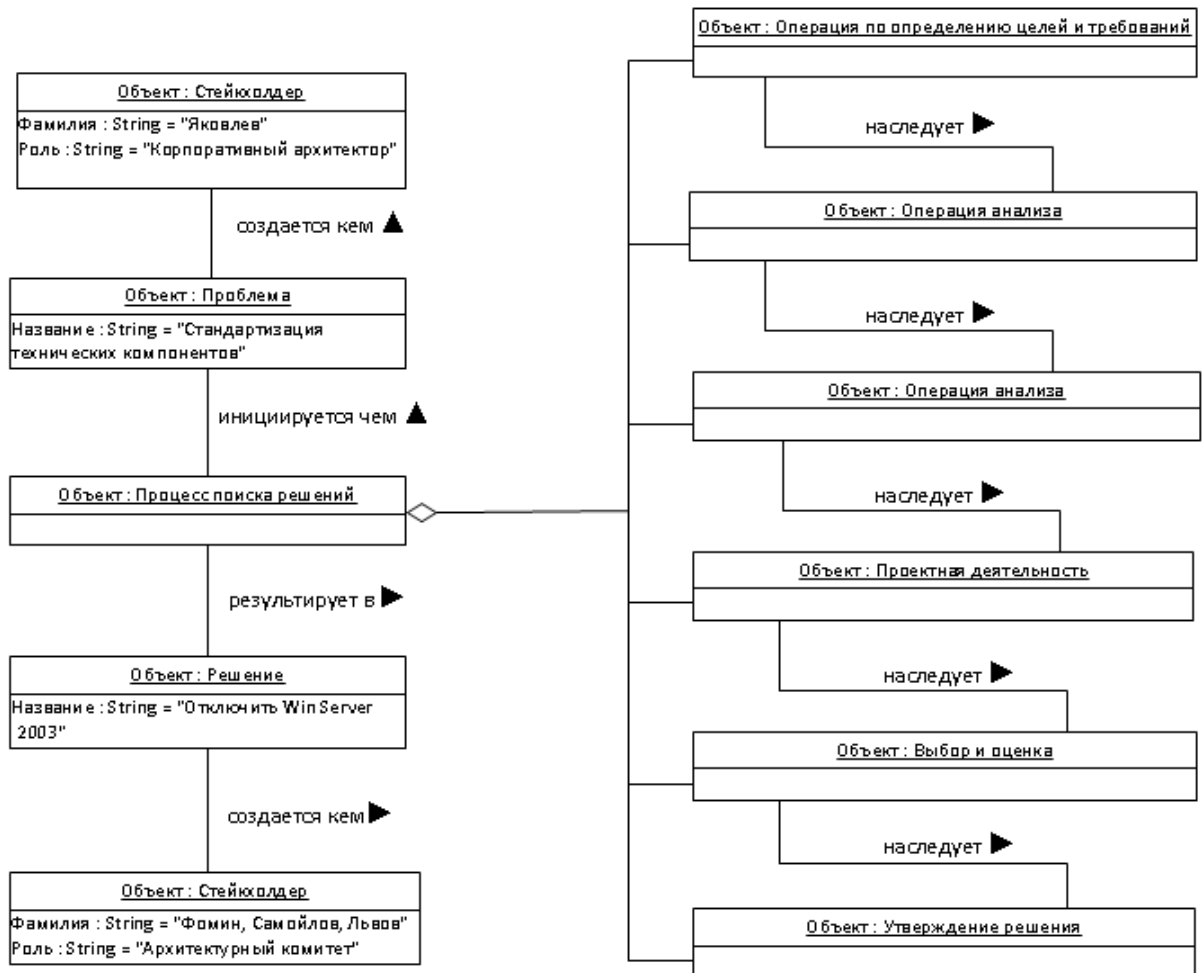 Объект : Стейкхолдер
Фамилия : String = "Яковлев"
Роль : String = "Корпоративный архитектор"
создается кем
Объект : Проблема
Название : String = "Стандартизация
технических компонентов"
инициируется чем
Объект : Процесс поиска решений
результирует в
Объект : Решение
Название : String = "Отключить Win Server
2003"
создается кем
Объект : Стейкхолдер
Фамилия : String = "Фомин, Самойлов, Львов"
Роль : String = "Архитектурный комитет"
Объект : Операция по определению целей и требований
наследует
Объект : Операция анализа
наследует
Объект : Операция анализа
наследует
Объект : Проектная деятельность
наследует
Объект : Выбор и оценка
наследует
Объект : Утверждение решения